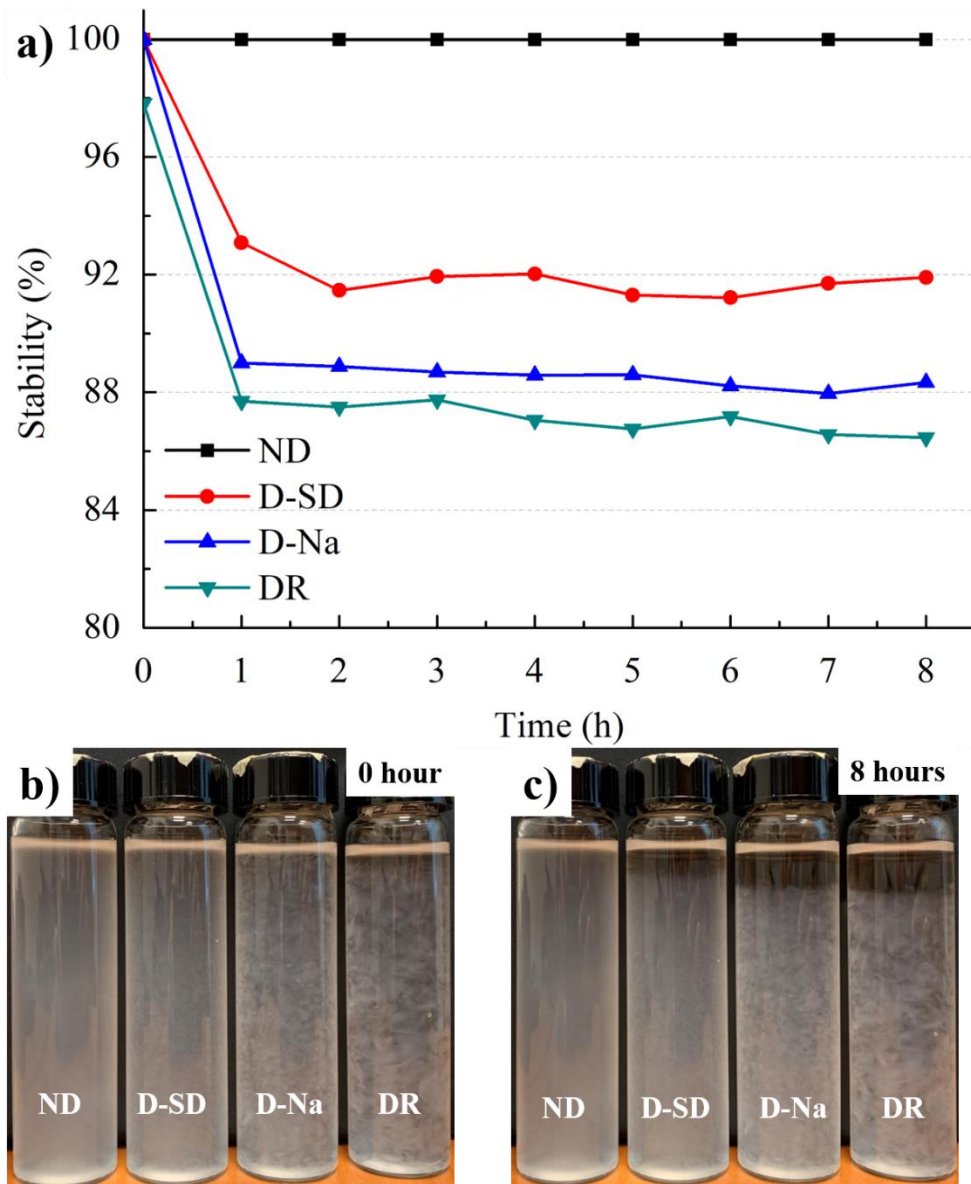 a)
100
96
92
88
84
80
Stability (%)
ND
D-SD
D-Na
DR
0 1 2 3 4 5 6 7 8
Time (h)
b)
0 hour
ND D-SD D-Na DR
c)
8 hours
ND D-SD D-Na DR